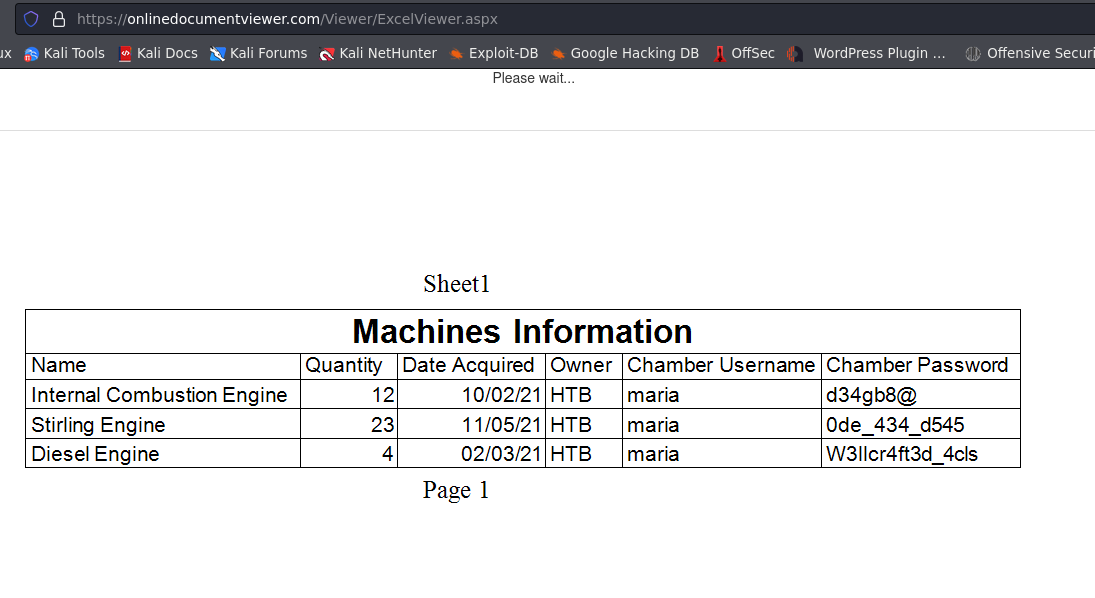 https://onlinedocumentviewer.com/Viewer/ExcelViewer.aspx
ux Kali Tools Kali Docs Kali Forums Kali NetHunter Exploit-DB Google Hacking DB OffSec WordPress Plugin ... Offensive Securi
Please wait...
Sheet1
Machines Information
Name Quantity Date Acquired Owner Chamber Username Chamber Password
Internal Combustion Engine 12 10/02/21 HTB maria d34gb8@
Stirling Engine 23 11/05/21 HTB maria 0de_434_d545
Diesel Engine 4 02/03/21 HTB maria W3llcr4ft3d_4cls
Page 1